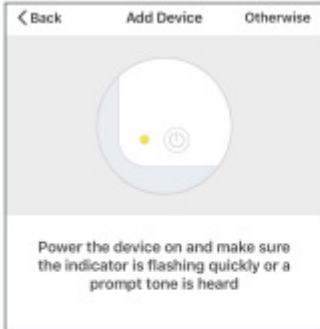 Back Add Device Otherwise
Power the device on and make sure
the indicator is flashing quickly or a
prompt tone is heard